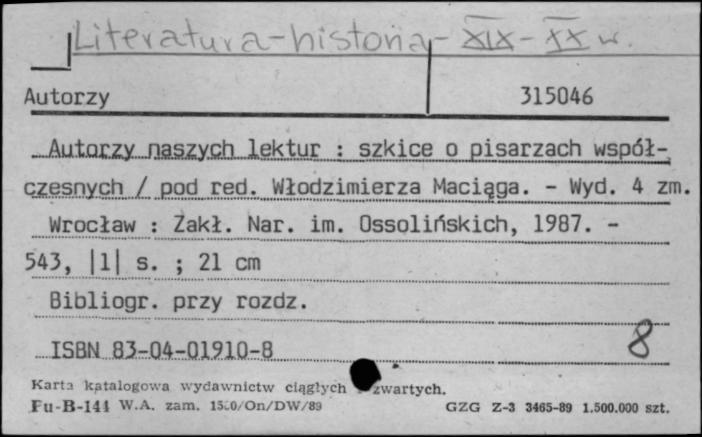 Literatura-historia - XIX - XX w.
Autorzy 315046
Autorzy naszych lektur : szkice o pisarzach współ-
czesnych / pod red. Włodzimierza Maciąga. - Wyd. 4 zm.
Wrocław : Zakł. Nar. im. Ossolińskich, 1987. -
543, |1| s. ; 21 cm
Bibliogr. przy rozdz.
ISBN 83-04-01910-8 8
Karta katalogowa wydawnictw ciągłych zwartych.
Pu-B-144 W.A. zam. /On/DW/89 GZG Z-3 3465-89 1.500.000 szt.